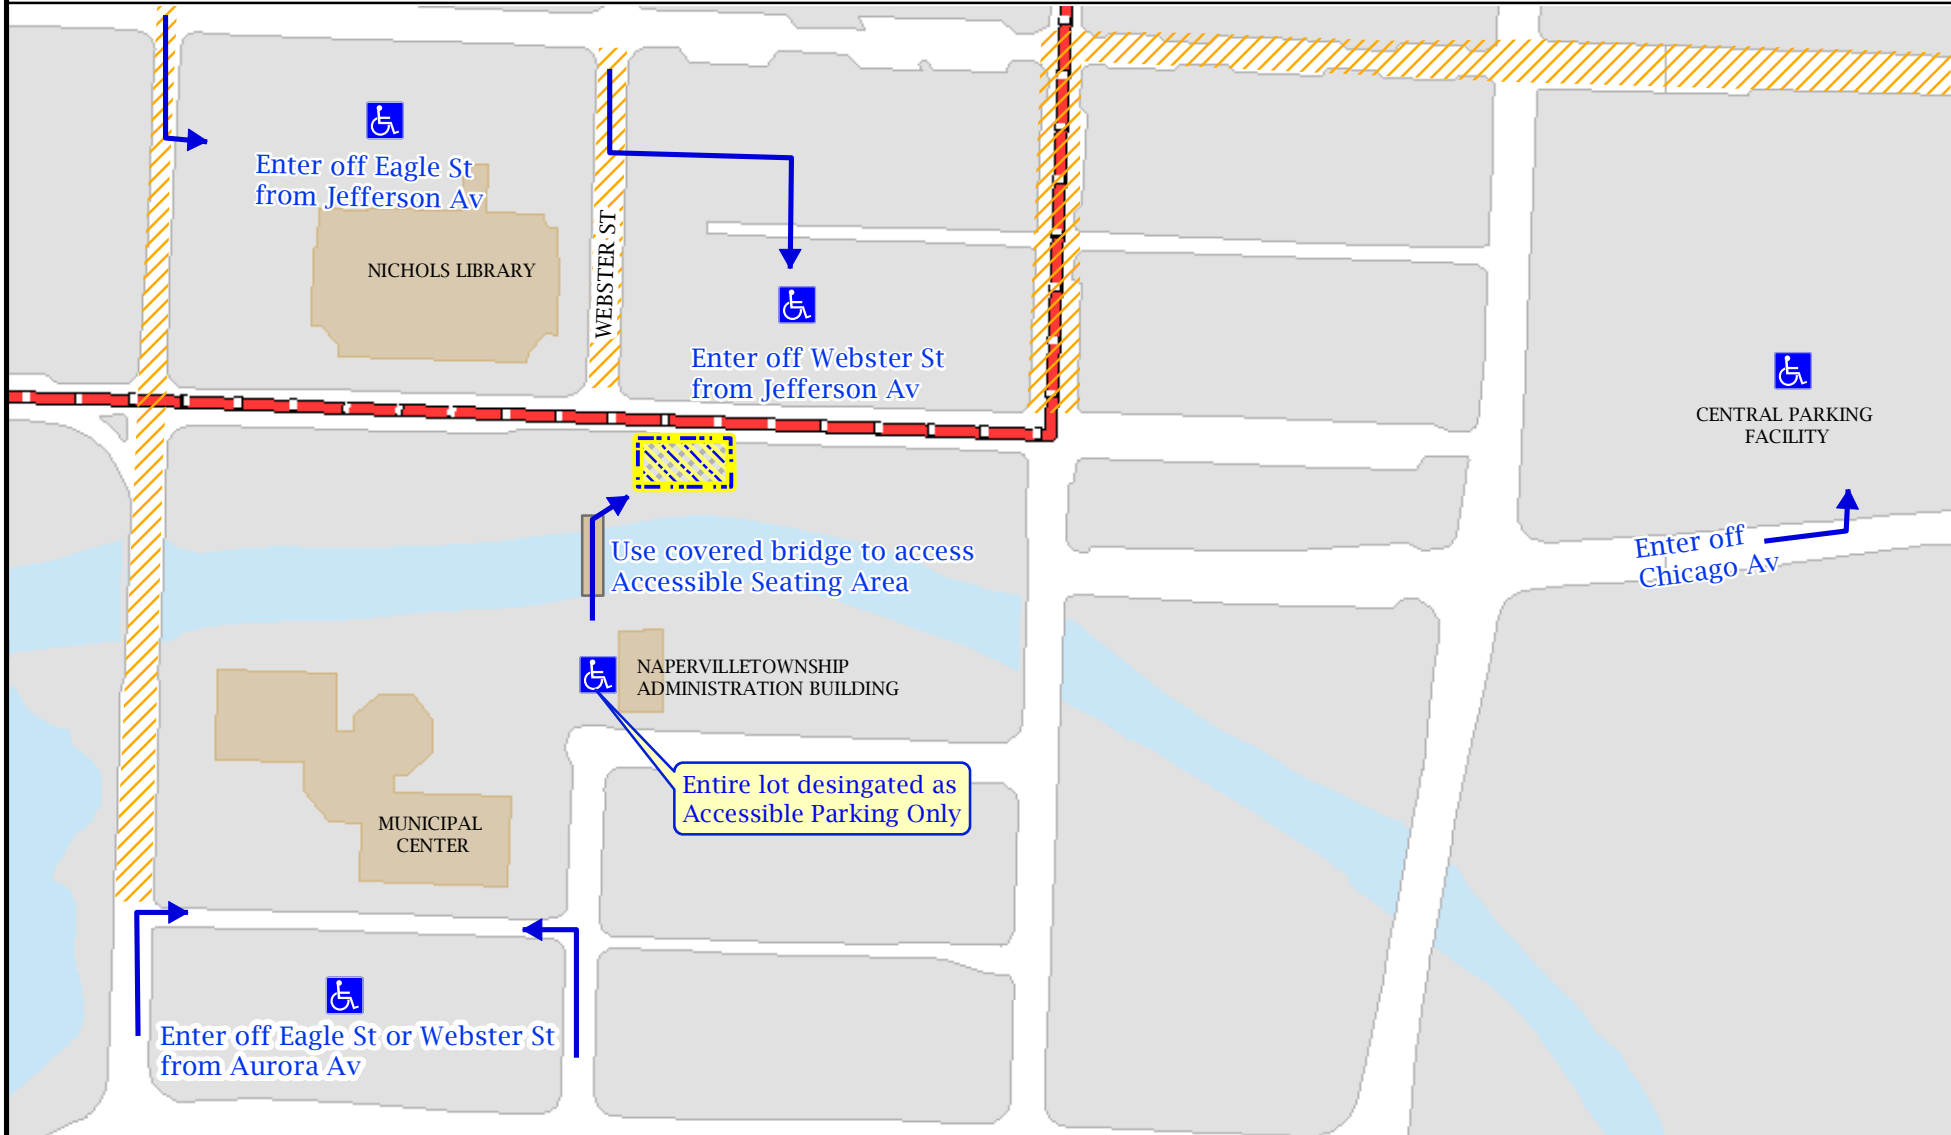 Enter off Eagle St
from Jefferson Av
NICHOLS LIBRARY
WEBSTER ST
Enter off Webster St
from Jefferson Av
CENTRAL PARKING
FACILITY
Enter off
Chicago Av
Use covered bridge to access
Accessible Seating Area
NAPERVILLETOWNSHIP
ADMINISTRATION BUILDING
Entire lot desingated as
Accessible Parking Only
MUNICIPAL
CENTER
Enter off Eagle St or Webster St
from Aurora Av